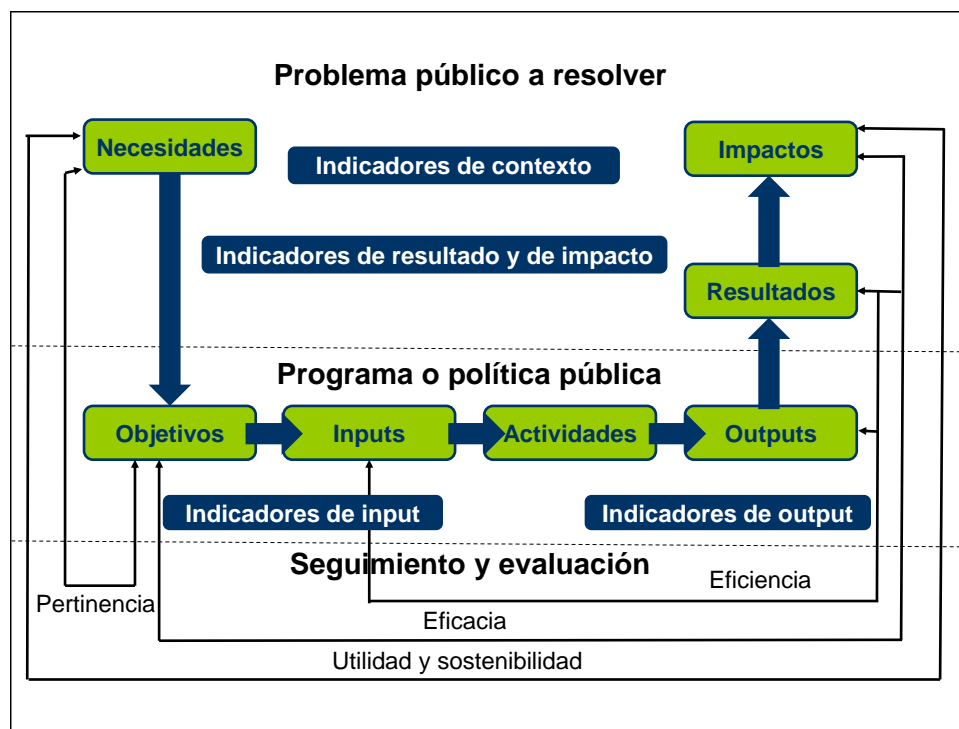 Problema público a resolver
Necesidades
Impactos
Indicadores de contexto
Indicadores de resultado y de impacto
Resultados
Programa o política pública
Objetivos
Inputs
Actividades
Outputs
Indicadores de input
Indicadores de output
Seguimiento y evaluación
Eficiencia
Pertinencia
Eficacia
Utilidad y sostenibilidad